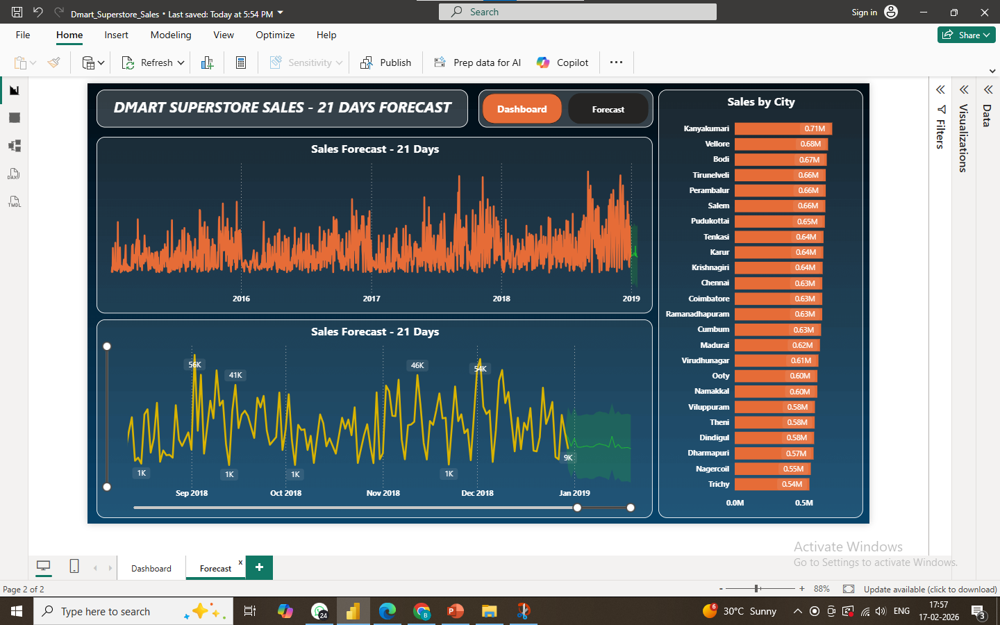 Dmart_Superstore_Sales • Last saved: Today at 5:54 PM
Search
Sign in
File
Home
Insert
Modeling
View
Optimize
Help
Share
Refresh
Sensitivity
Publish
Prep data for AI
Copilot
DAX
TMDL
DMART SUPERSTORE SALES - 21 DAYS FORECAST
Dashboard
Forecast
Sales Forecast - 21 Days
2016
2017
2018
2019
Sales Forecast - 21 Days
56K
41K
46K
54K
9K
1K
1K
1K
1K
Sep 2018
Oct 2018
Nov 2018
Dec 2018
Jan 2019
Sales by City
Kanyakumari 0.71M
Vellore 0.68M
Bodi 0.67M
Tirunelveli 0.66M
Perambalur 0.66M
Salem 0.66M
Pudukottai 0.65M
Tenkasi 0.64M
Karur 0.64M
Krishnagiri 0.64M
Chennai 0.63M
Coimbatore 0.63M
Ramanadhapuram 0.63M
Cumbum 0.63M
Madurai 0.62M
Virudhunagar 0.61M
Ooty 0.60M
Namakkal 0.60M
Viluppuram 0.58M
Theni 0.58M
Dindigul 0.58M
Dharmapuri 0.57M
Nagercoil 0.55M
Trichy 0.54M
0.0M 0.5M
Filters
Visualizations
Data
Activate Windows
Go to Settings to activate Windows.
Dashboard
Forecast
x
Page 2 of 2
88%
Update available (click to download)
Type here to search
24
B
6
30°C Sunny
ENG
17:57
17-02-2026
3